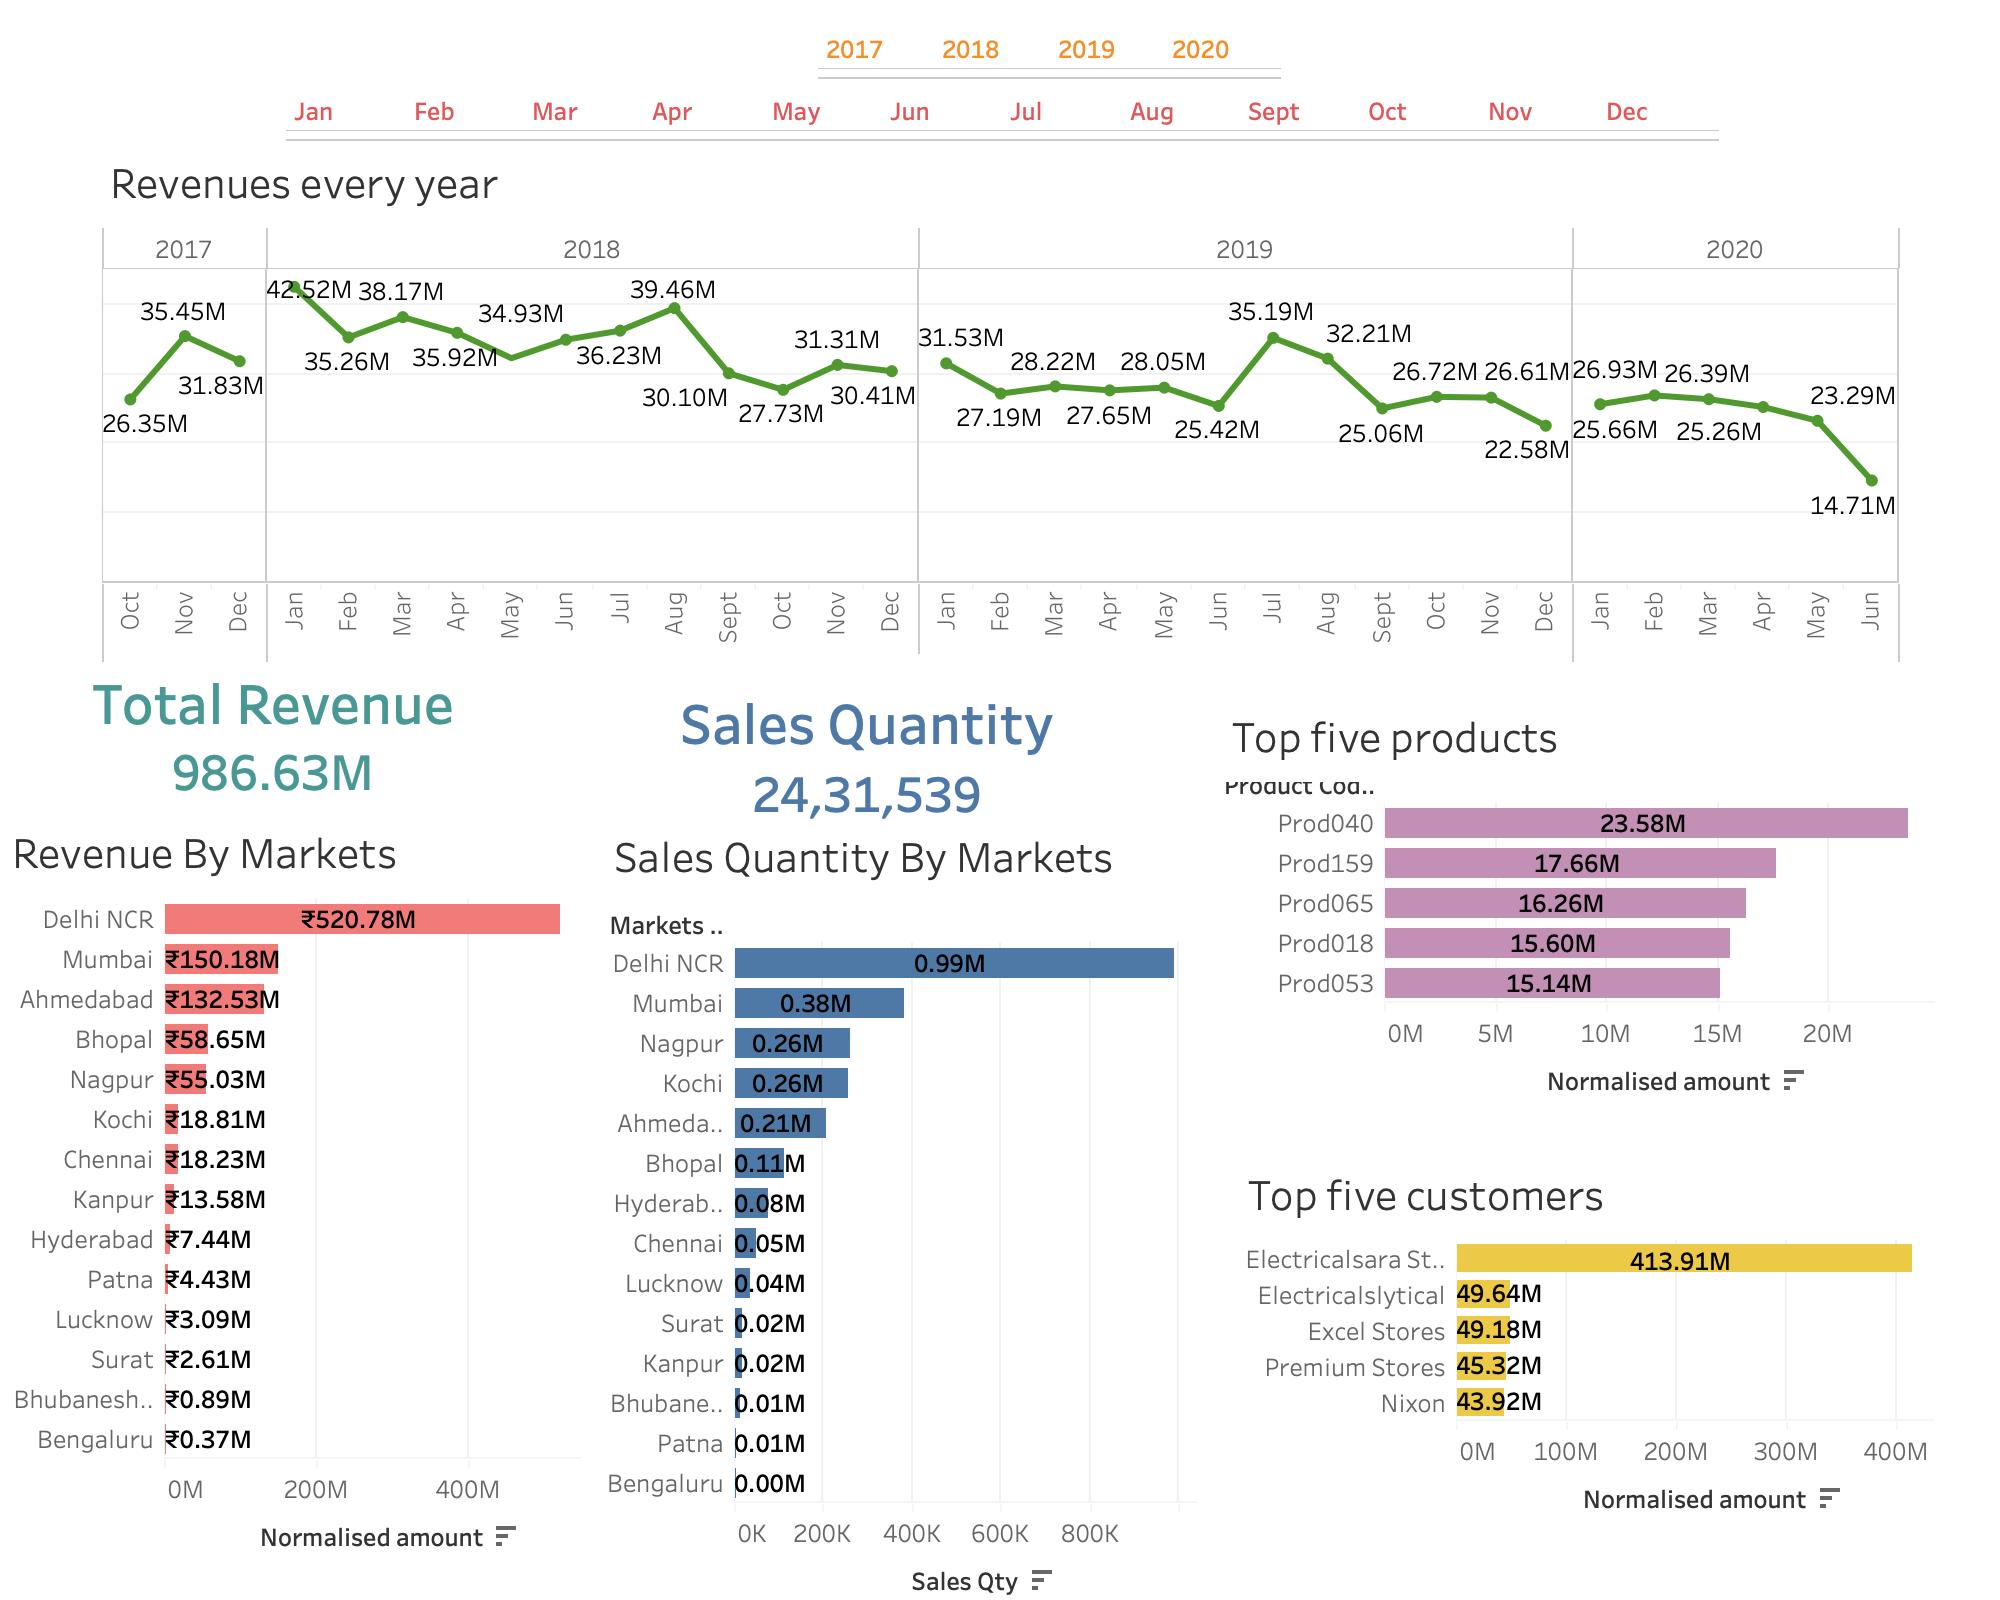 2017 2018 2019 2020
Jan Feb Mar Apr May Jun Jul Aug Sept Oct Nov Dec
Revenues every year
2017 2018 2019 2020
42.52M 38.17M 39.46M
35.45M 34.93M 35.19M
31.31M 31.53M 32.21M
35.26M 35.92M 36.23M 28.22M 28.05M
31.83M 26.72M 26.61M 26.93M 26.39M
30.10M 30.41M 23.29M
26.35M 27.73M 27.19M 27.65M 25.42M 25.06M 25.66M 25.26M
22.58M
14.71M
Oct Nov Dec Jan Feb Mar Apr May Jun Jul Aug Sept Oct Nov Dec Jan Feb Mar Apr May Jun Jul Aug Sept Oct Nov Dec Jan Feb Mar Apr May Jun
Total Revenue
986.63M
Revenue By Markets
Delhi NCR ₹520.78M
Mumbai ₹150.18M
Ahmedabad ₹132.53M
Bhopal ₹58.65M
Nagpur ₹55.03M
Kochi ₹18.81M
Chennai ₹18.23M
Kanpur ₹13.58M
Hyderabad ₹7.44M
Patna ₹4.43M
Lucknow ₹3.09M
Surat ₹2.61M
Bhubanesh.. ₹0.89M
Bengaluru ₹0.37M
0M 200M 400M
Normalised amount
Sales Quantity
24,31,539
Sales Quantity By Markets
Markets ..
Delhi NCR 0.99M
Mumbai 0.38M
Nagpur 0.26M
Kochi 0.26M
Ahmeda.. 0.21M
Bhopal 0.11M
Hyderab.. 0.08M
Chennai 0.05M
Lucknow 0.04M
Surat 0.02M
Kanpur 0.02M
Bhubane.. 0.01M
Patna 0.01M
Bengaluru 0.00M
0K 200K 400K 600K 800K
Sales Qty
Top five products
Product Cod..
Prod040 23.58M
Prod159 17.66M
Prod065 16.26M
Prod018 15.60M
Prod053 15.14M
0M 5M 10M 15M 20M
Normalised amount
Top five customers
Electricalsara St.. 413.91M
Electricalslytical 49.64M
Excel Stores 49.18M
Premium Stores 45.32M
Nixon 43.92M
0M 100M 200M 300M 400M
Normalised amount